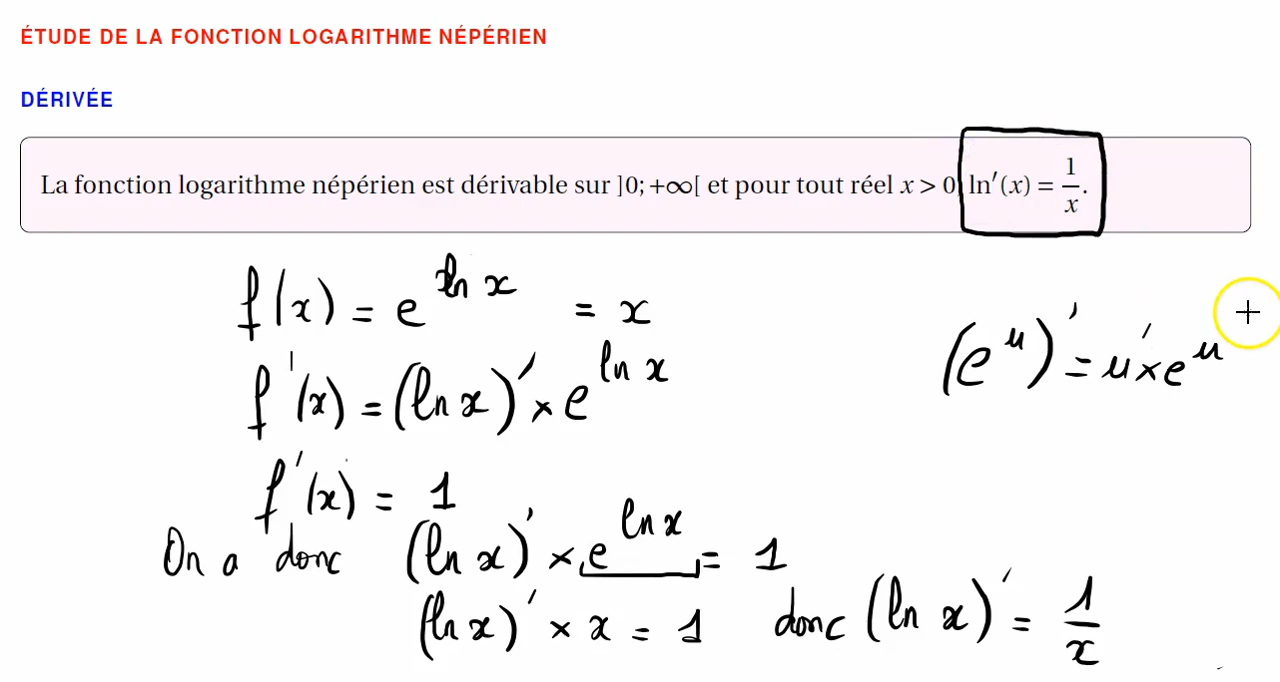 ÉTUDE DE LA FONCTION LOGARITHME NÉPÉRIEN
DÉRIVÉE
La fonction logarithme népérien est dérivable sur ]0;+∞[ et pour tout réel x > 0 ln′(x) = 1/x.
f(x) = e^(ln x) = x
(e^u)′ = u′ × e^u
f′(x) = (ln x)′ × e^(ln x)
f′(x) = 1
On a donc (ln x)′ × e^(ln x) = 1
(ln x)′ × x = 1 donc (ln x)′ = 1/x